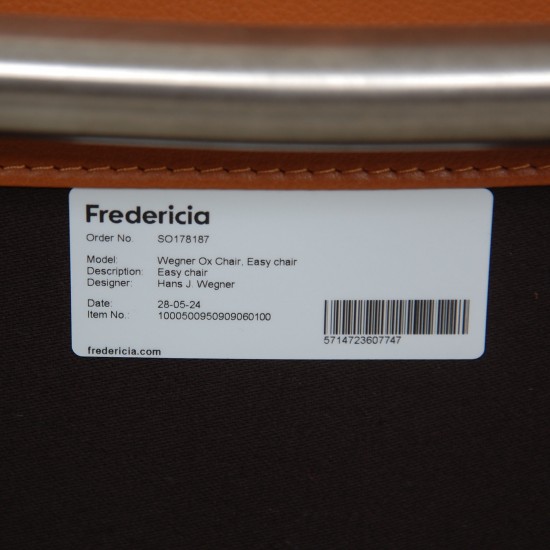 Fredericia
Order No. SO178187
Model: Wegner Ox Chair, Easy chair
Description: Easy chair
Designer: Hans J. Wegner
Date: 28-05-24
Item No.: 1000500950909060100
5714723607747
fredericia.com